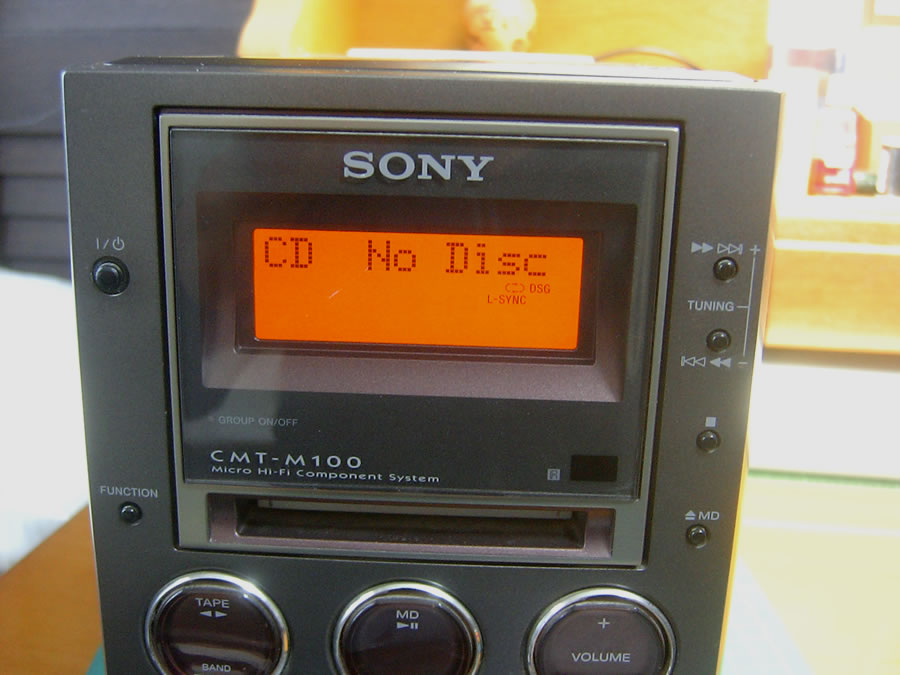 SONY
CD No Disc
DSG
L-SYNC
I/⏻
▶▶ ▷▷| +
TUNING
|◁◁ ◀◀ −
GROUP ON/OFF
■
CMT-M100
Micro Hi-Fi Component System
R
FUNCTION
⏏ MD
TAPE
◀ ▶
BAND
MD
▶II
+
VOLUME